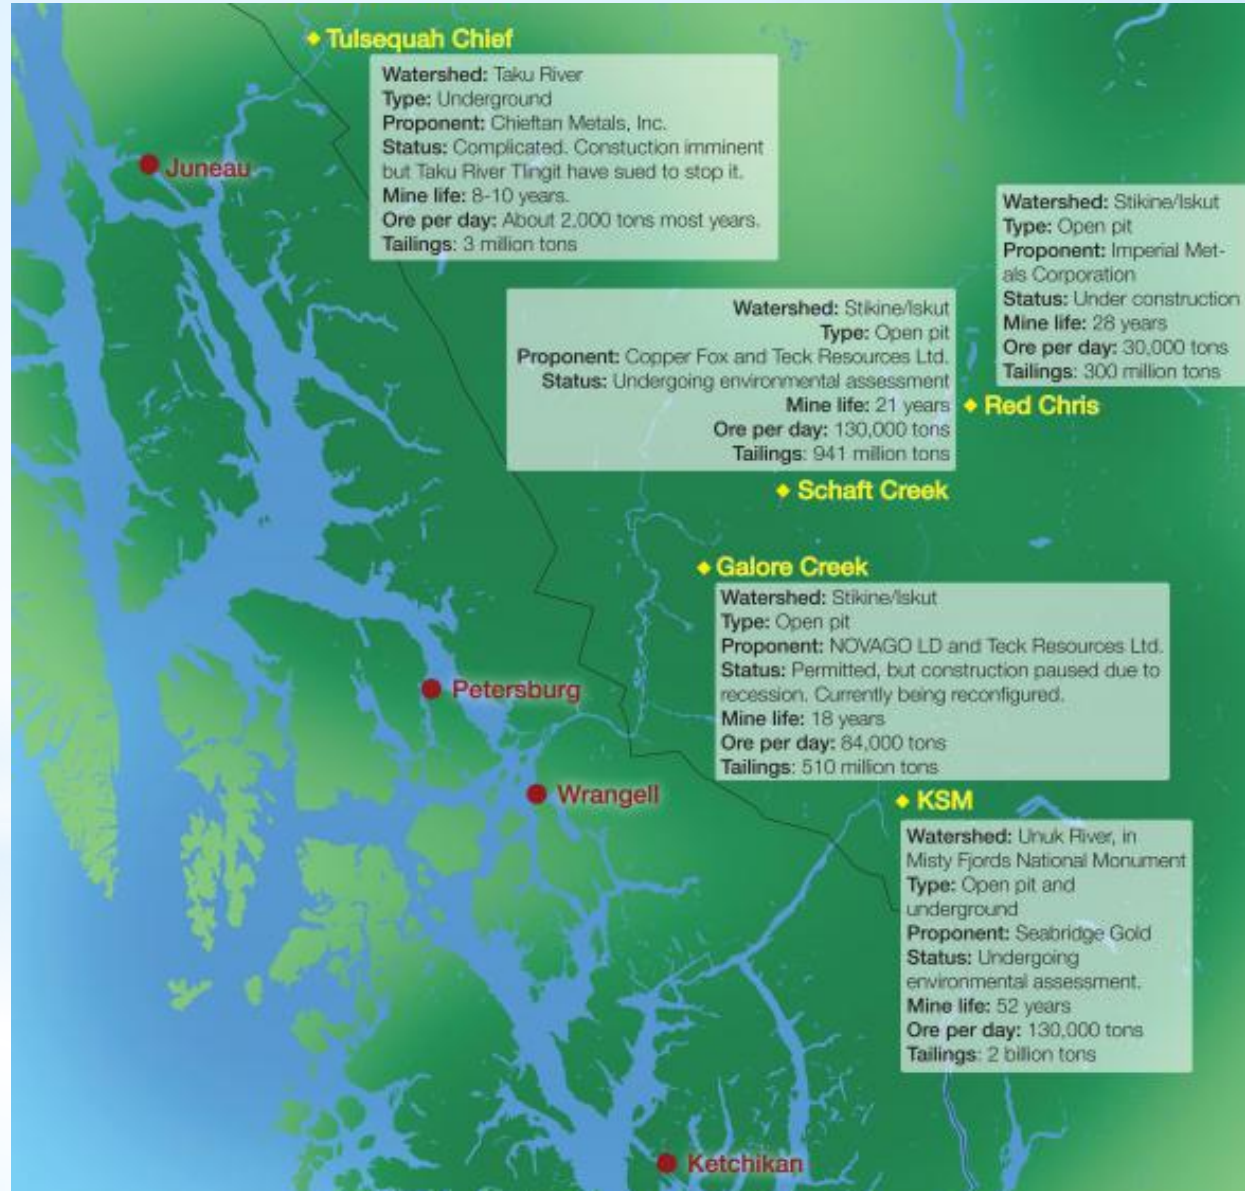 Tulsequah Chief
Watershed: Taku River
Type: Underground
Proponent: Chieftan Metals, Inc.
Status: Complicated. Constuction imminent
but Taku River Tlingit have sued to stop it.
Mine life: 8-10 years.
Ore per day: About 2,000 tons most years.
Tailings: 3 million tons
Juneau
Watershed: Stikine/Iskut
Type: Open pit
Proponent: Imperial Met-
als Corporation
Status: Under construction
Mine life: 28 years
Ore per day: 30,000 tons
Tailings: 300 million tons
Red Chris
Watershed: Stikine/Iskut
Type: Open pit
Proponent: Copper Fox and Teck Resources Ltd.
Status: Undergoing environmental assessment
Mine life: 21 years
Ore per day: 130,000 tons
Tailings: 941 million tons
Schaft Creek
Galore Creek
Watershed: Stikine/Iskut
Type: Open pit
Proponent: NOVAGO LD and Teck Resources Ltd.
Status: Permitted, but construction paused due to
recession. Currently being reconfigured.
Mine life: 18 years
Ore per day: 84,000 tons
Tailings: 510 million tons
Petersburg
Wrangell
KSM
Watershed: Unuk River, in
Misty Fjords National Monument
Type: Open pit and
underground
Proponent: Seabridge Gold
Status: Undergoing
environmental assessment.
Mine life: 52 years
Ore per day: 130,000 tons
Tailings: 2 billion tons
Ketchikan